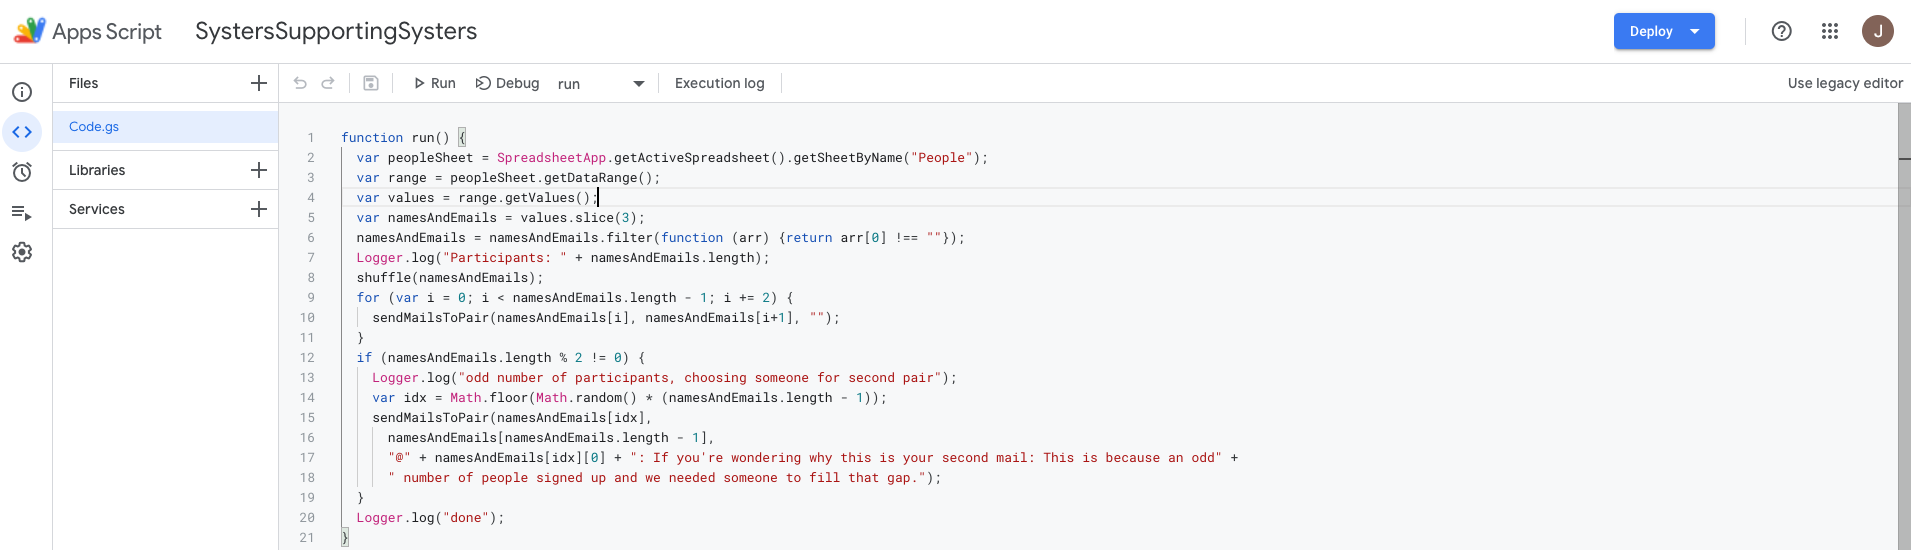 Apps Script
SystersSupportingSysters
Deploy
J
Files
Code.gs
Libraries
Services
Run
Debug
run
Execution log
Use legacy editor
1 function run() {
2 var peopleSheet = SpreadsheetApp.getActiveSpreadsheet().getSheetByName("People");
3 var range = peopleSheet.getDataRange();
4 var values = range.getValues();
5 var namesAndEmails = values.slice(3);
6 namesAndEmails = namesAndEmails.filter(function (arr) {return arr[0] !== ""});
7 Logger.log("Participants: " + namesAndEmails.length);
8 shuffle(namesAndEmails);
9 for (var i = 0; i < namesAndEmails.length - 1; i += 2) {
10 sendMailsToPair(namesAndEmails[i], namesAndEmails[i+1], "");
11 }
12 if (namesAndEmails.length % 2 != 0) {
13 Logger.log("odd number of participants, choosing someone for second pair");
14 var idx = Math.floor(Math.random() * (namesAndEmails.length - 1));
15 sendMailsToPair(namesAndEmails[idx],
16 namesAndEmails[namesAndEmails.length - 1],
17 "@" + namesAndEmails[idx][0] + ": If you're wondering why this is your second mail: This is because an odd" +
18 " number of people signed up and we needed someone to fill that gap.");
19 }
20 Logger.log("done");
21 }